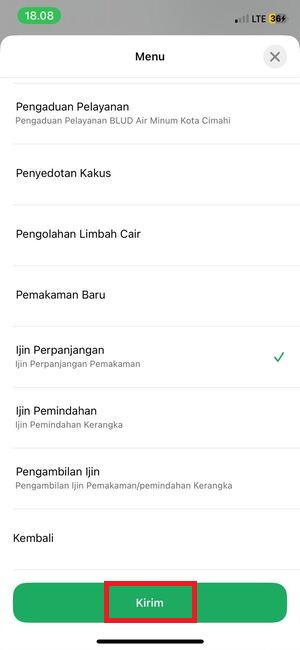 18.08
LTE 36
Menu
Pengaduan Pelayanan
Pengaduan Pelayanan BLUD Air Minum Kota Cimahi
Penyedotan Kakus
Pengolahan Limbah Cair
Pemakaman Baru
Ijin Perpanjangan
Ijin Perpanjangan Pemakaman
Ijin Pemindahan
Ijin Pemindahan Kerangka
Pengambilan Ijin
Pengambilan Ijin Pemakaman/pemindahan Kerangka
Kembali
Kirim